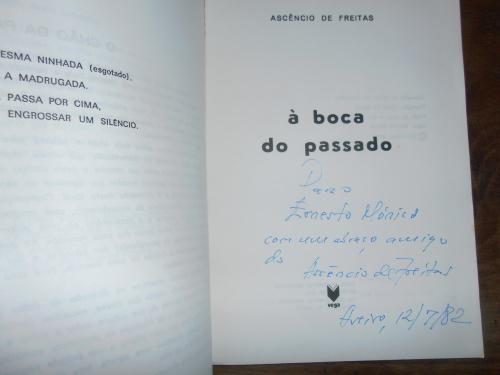 ESMA NINHADA (esgotado).
A MADRUGADA.
PASSA POR CIMA,
ENGROSSAR UM SILÊNCIO.
ASCÊNCIO DE FREITAS
à boca
do passado
Para o
Ernesto Mónica
com um abraço amigo
do Ascêncio de Freitas
vega
Aveiro, 12/7/82